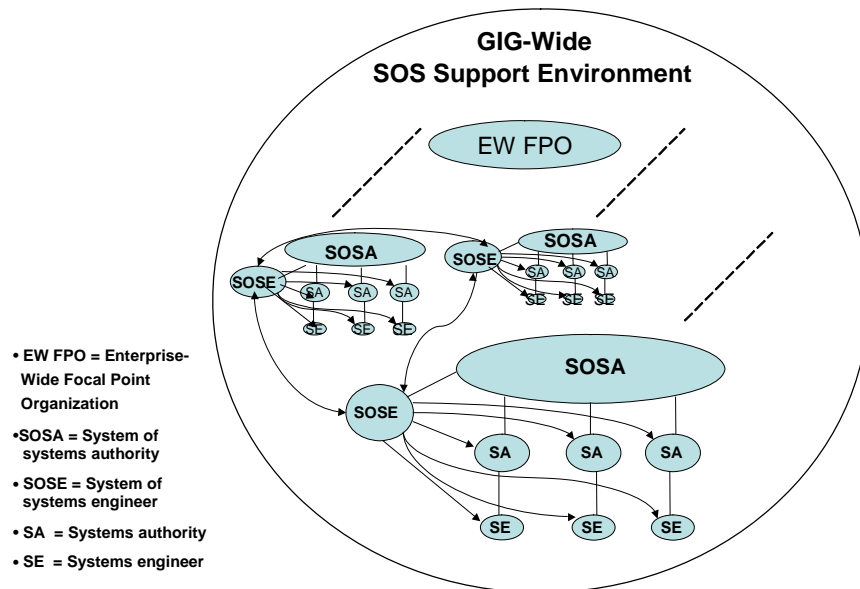 GIG-Wide
SOS Support Environment
EW FPO
SOSA
SOSE
SA SA SA
SE SE SE
SOSA
SOSE
SA SA SA
SE SE SE
SOSA
SOSE
SA SA SA
SE SE SE
• EW FPO = Enterprise-
Wide Focal Point
Organization
•SOSA = System of
systems authority
• SOSE = System of
systems engineer
• SA = Systems authority
• SE = Systems engineer